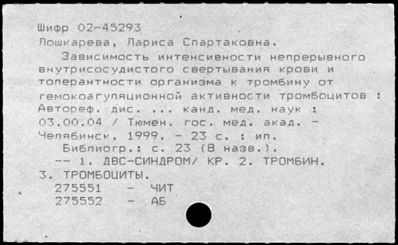 Шифр 02-45293
Лошкарева, Лариса Спартаковна.
Зависимость интенсивности непрерывного
внутрисосудистого свертывания крови и
толерантности организма к тромбину от
гемокоагуляционной активности тромбоцитов :
Автореф. дис. ... канд. мед. наук :
03.00.04 / Тюмен. гос. мед. акад. -
Челябинск, 1999. - 23 с. : ил.
Библиогр.: с. 23 (8 назв.).
-- 1. ДВС-СИНДРОМ/ КР. 2. ТРОМБИН.
3. ТРОМБОЦИТЫ.
275551 - ЧИТ
275552 - АБ